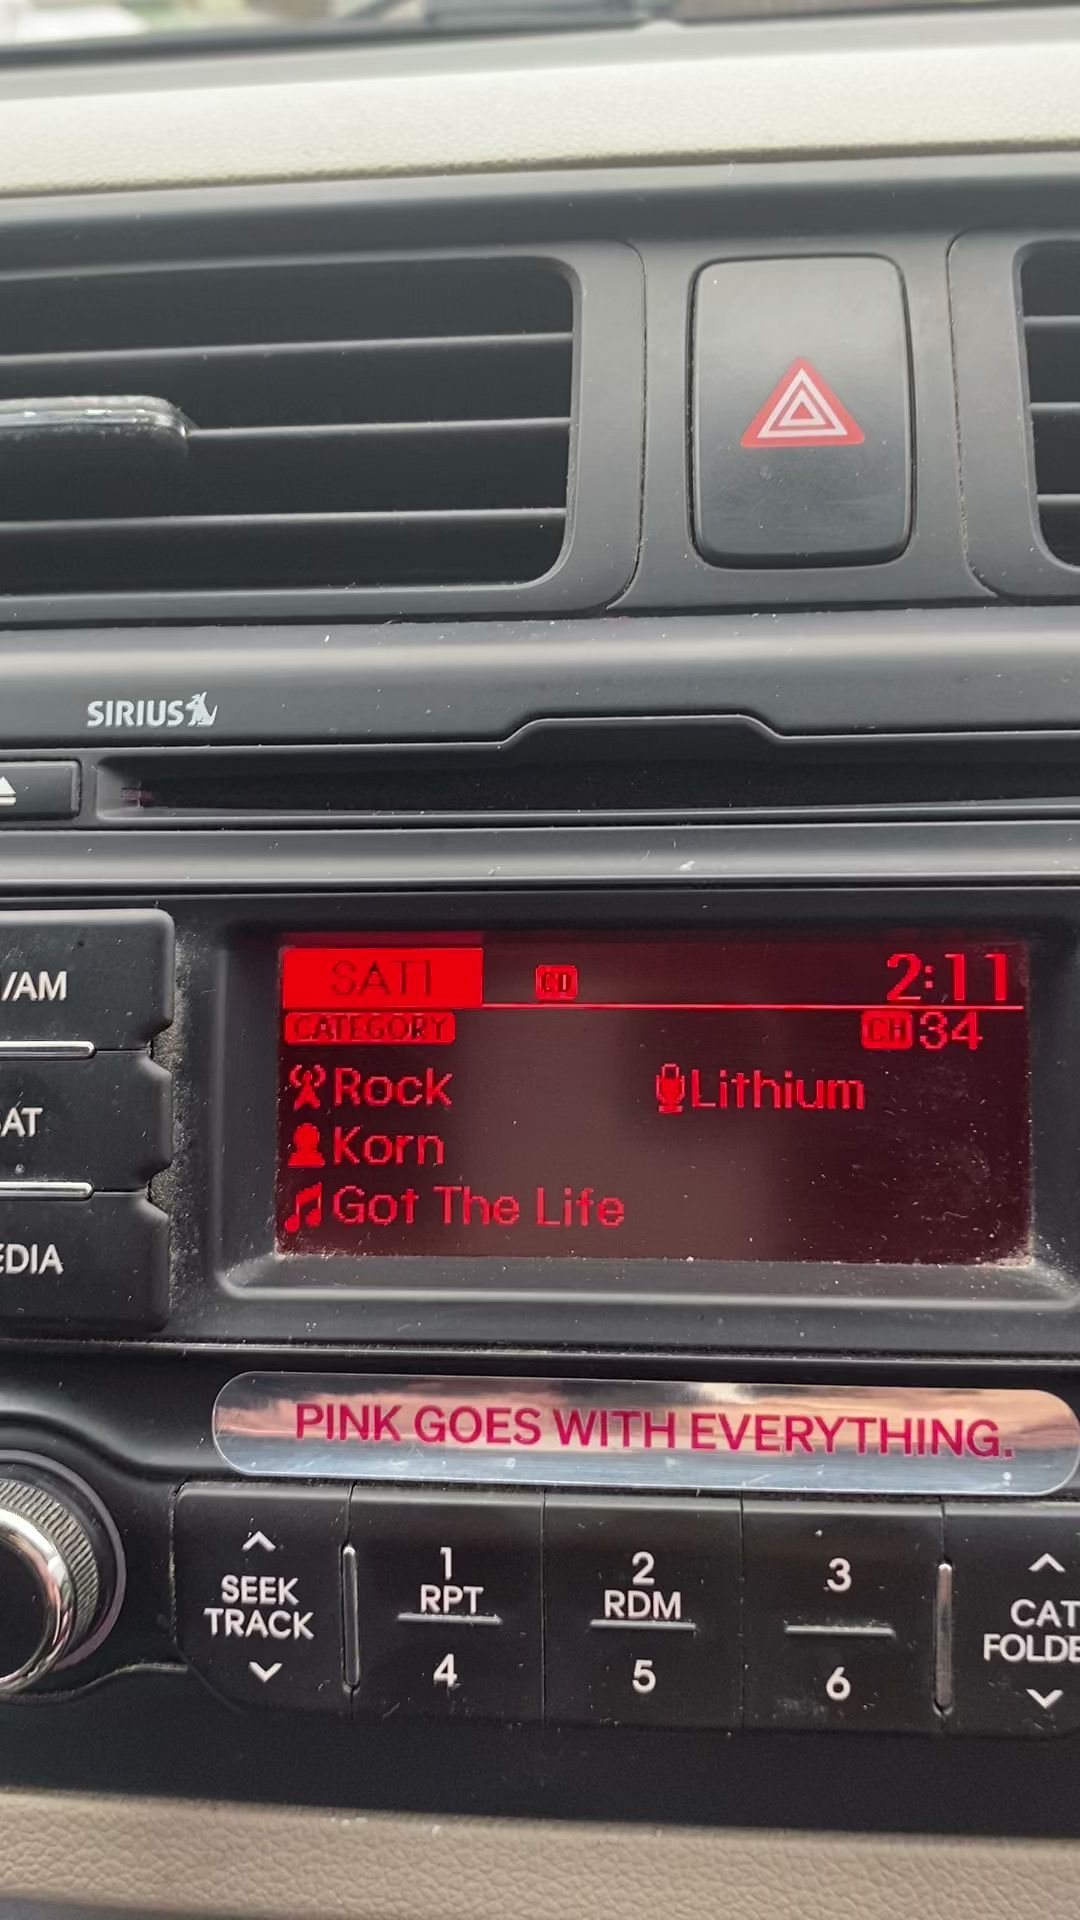 SIRIUS
/AM
SAT1 CD 2:11
CATEGORY CH 34
AT
Rock Lithium
Korn
Got The Life
EDIA
PINK GOES WITH EVERYTHING.
SEEK
TRACK
1
RPT
4
2
RDM
5
3
6
CAT
FOLDE